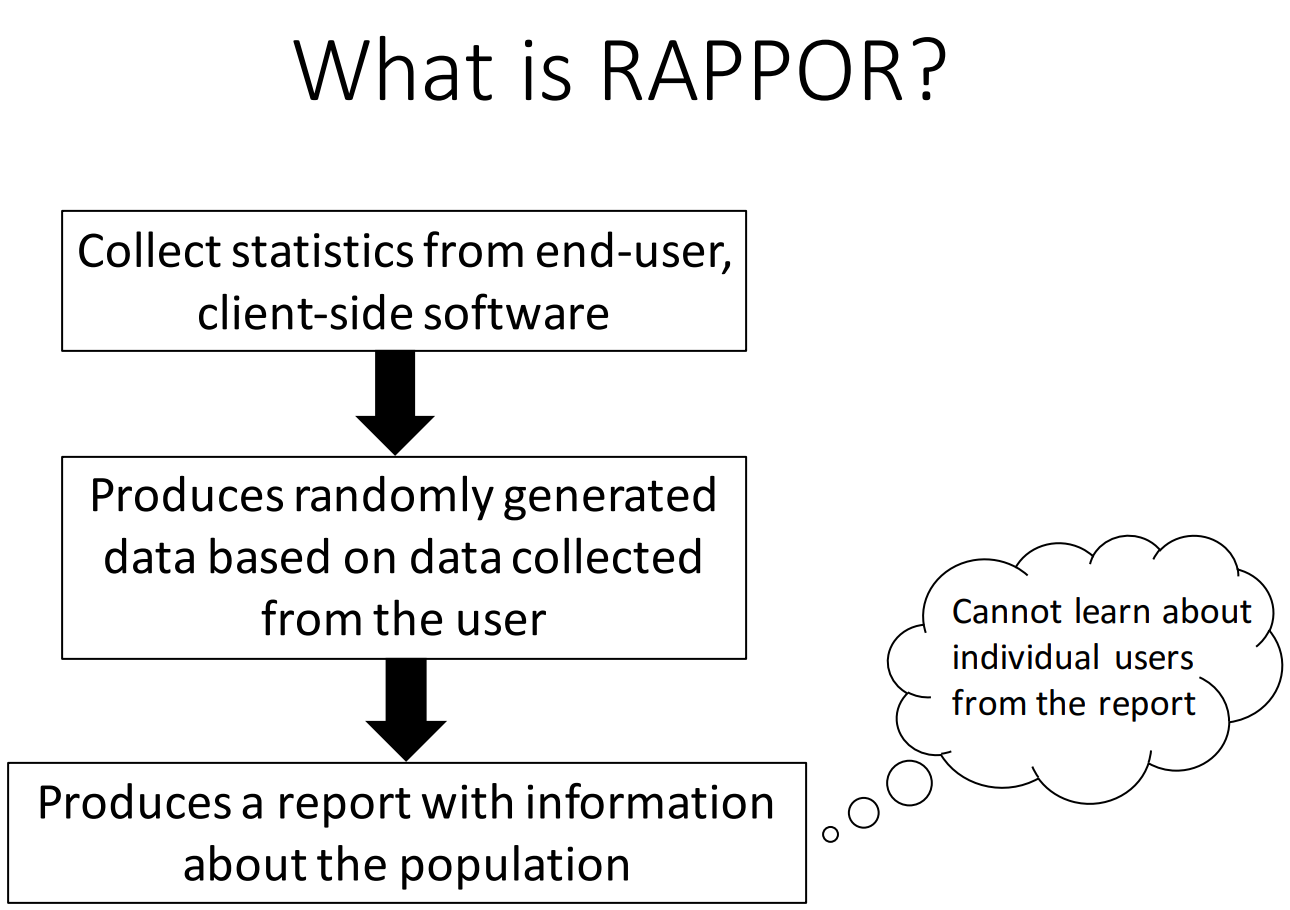 What is RAPPOR?
Collect statistics from end-user,
client-side software
Produces randomly generated
data based on data collected
from the user
Cannot learn about
individual users
from the report
Produces a report with information
about the population